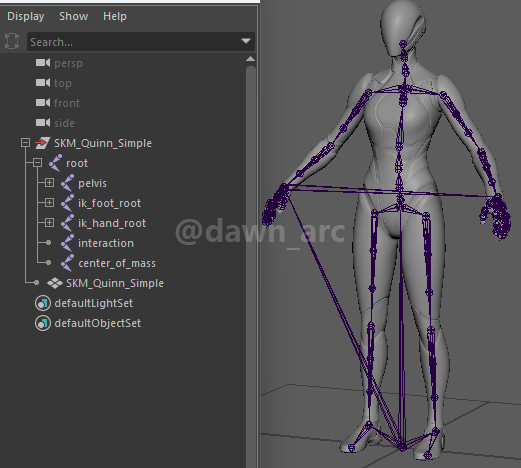 Display Show Help
Search...
persp
top
front
side
SKM_Quinn_Simple
root
pelvis
ik_foot_root
ik_hand_root
interaction
center_of_mass
SKM_Quinn_Simple
defaultLightSet
defaultObjectSet
@dawn_arc